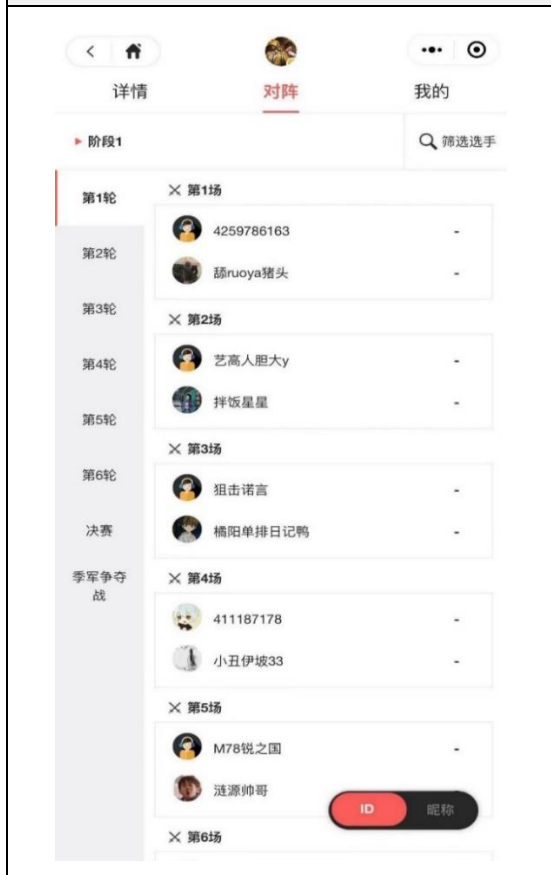 详情
对阵
我的
阶段1
筛选选手
第1轮
第2轮
第3轮
第4轮
第5轮
第6轮
决赛
季军争夺
战
第1场
4259786163
-
舔ruoya猪头
-
第2场
艺高人胆大y
-
拌饭星星
-
第3场
狙击诺言
-
橘阳单排日记鸭
-
第4场
411187178
-
小丑伊坡33
-
第5场
M78锐之国
-
涟源帅哥
ID
昵称
第6场